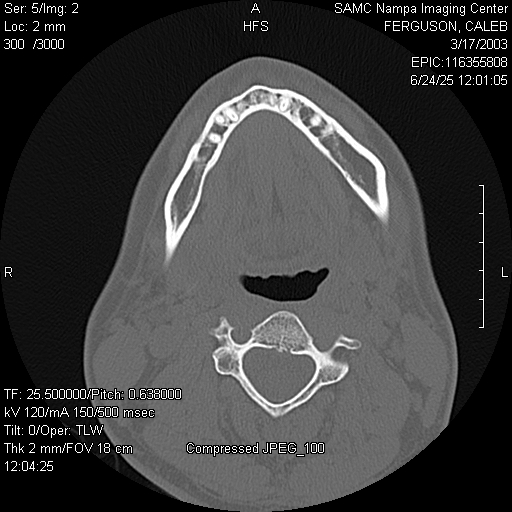 Ser: 5/Img: 2
Loc: 2 mm
300 /3000
A
HFS
SAMC Nampa Imaging Center
FERGUSON, CALEB
3/17/2003
EPIC:116355808
6/24/25 12:01:05
R
L
TF: 25.500000/Pitch: 0.638000
kV 120/mA 150/500 msec
Tilt: 0/Oper: TLW
Thk 2 mm/FOV 18 cm
12:04:25
Compressed JPEG_100